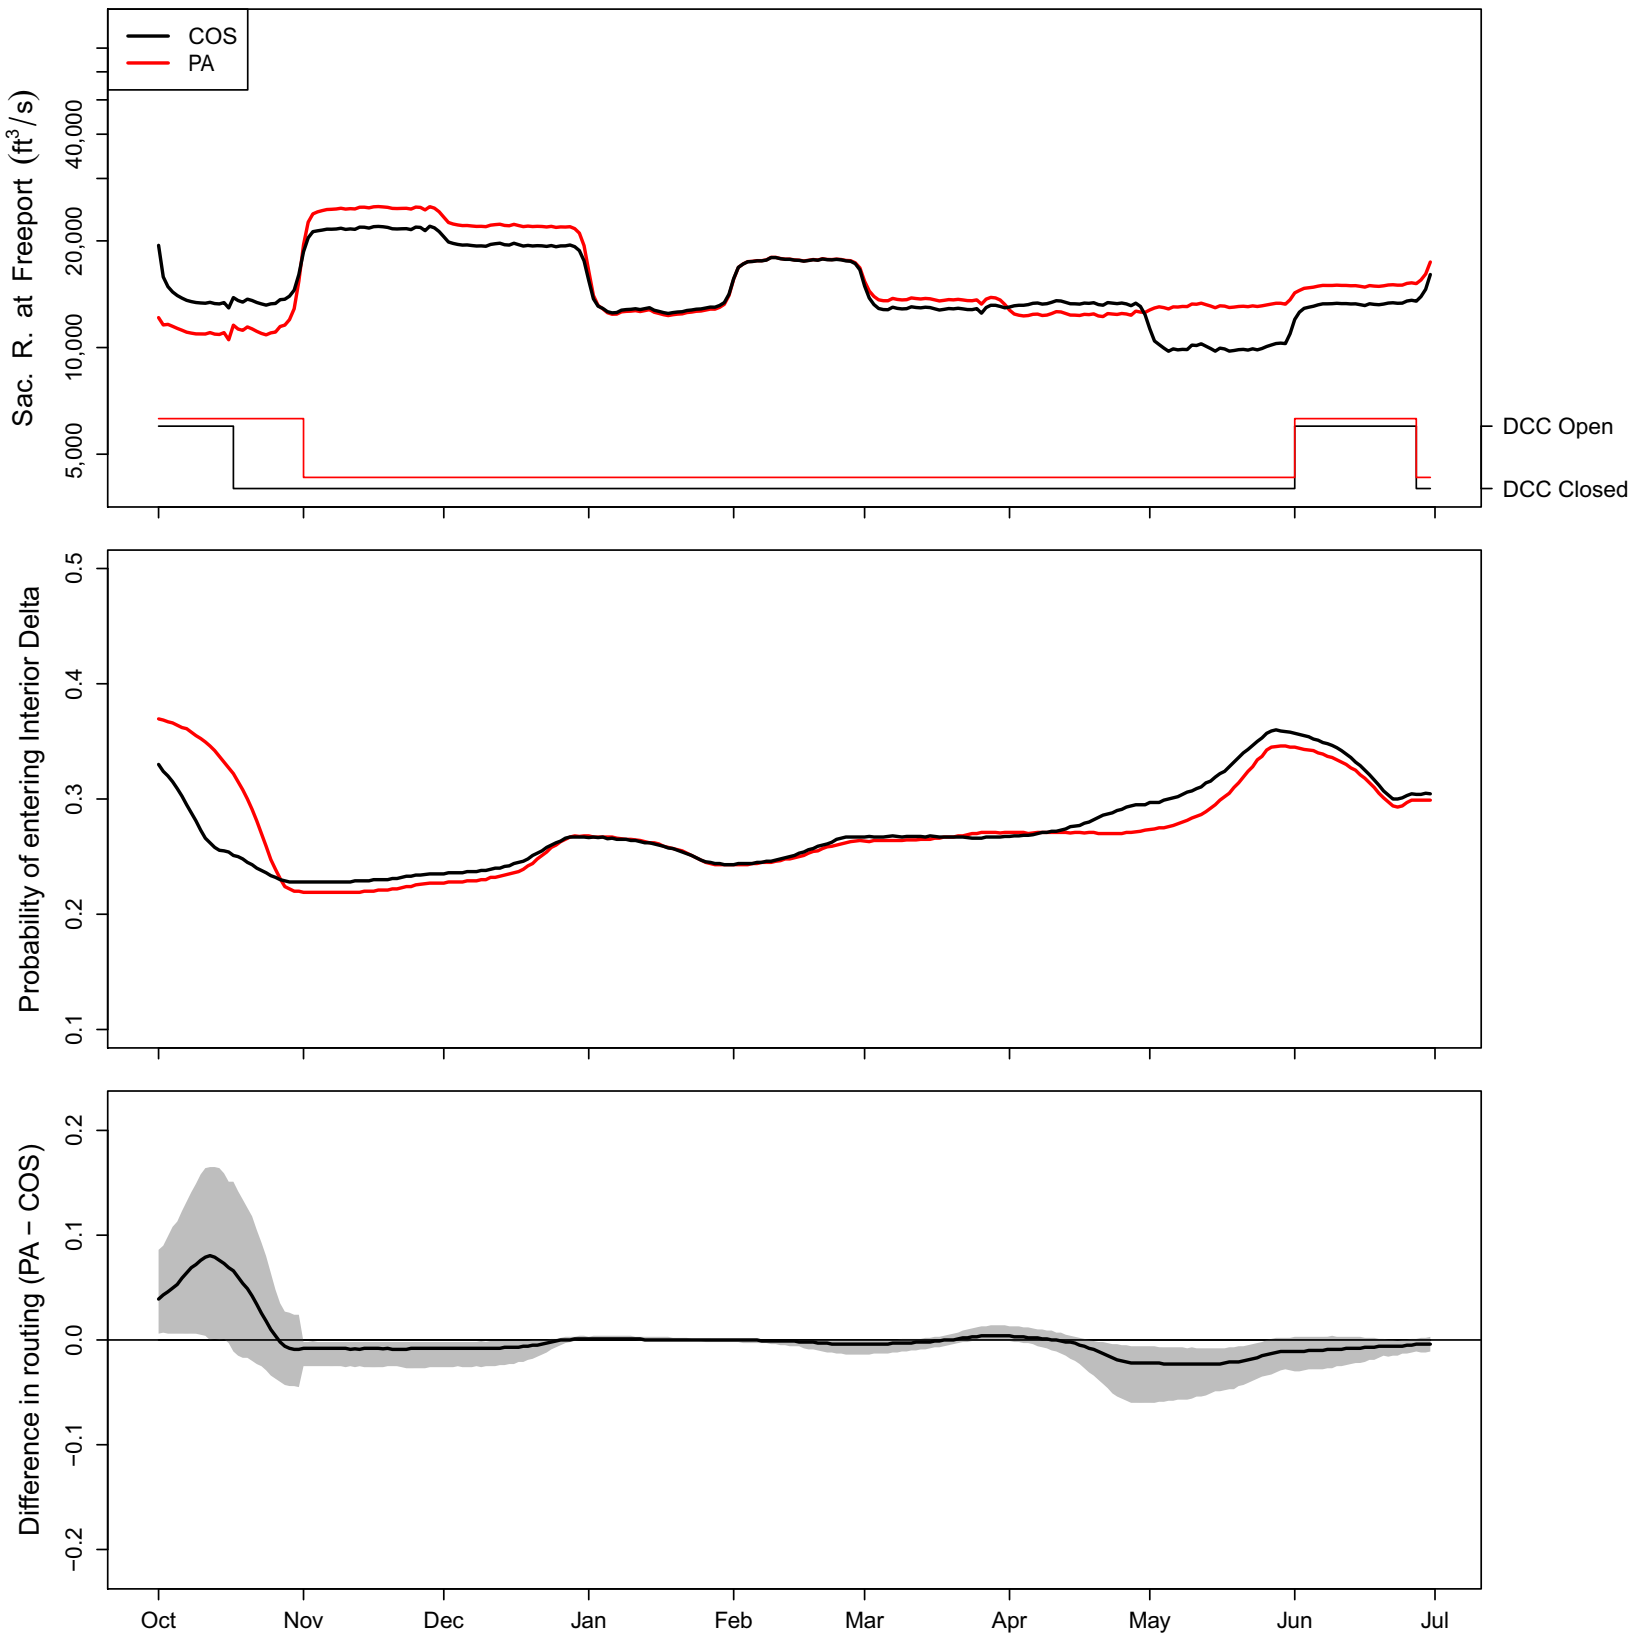 COS
PA
Sac. R. at Freeport (ft³/s)
40,000
20,000
10,000
5,000
DCC Open
DCC Closed
Probability of entering Interior Delta
0.5
0.4
0.3
0.2
0.1
Difference in routing (PA − COS)
0.2
0.1
0.0
−0.1
−0.2
Oct Nov Dec Jan Feb Mar Apr May Jun Jul